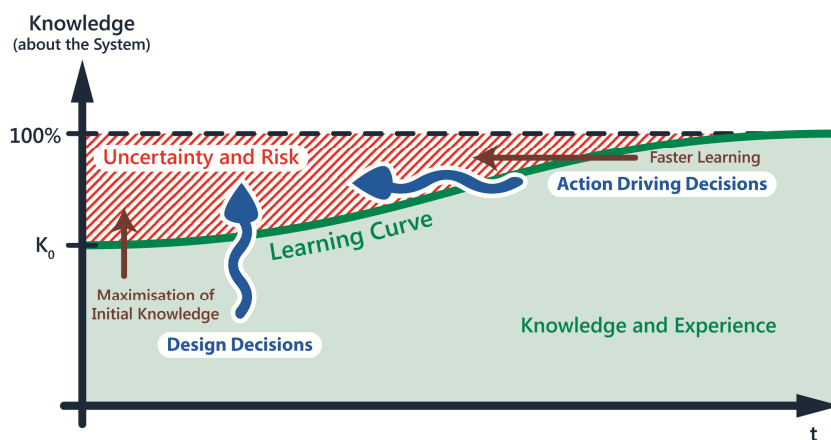 Knowledge
(about the System)
100%
Uncertainty and Risk
Faster Learning
Action Driving Decisions
Learning Curve
K0
Maximisation of
Initial Knowledge
Design Decisions
Knowledge and Experience
t